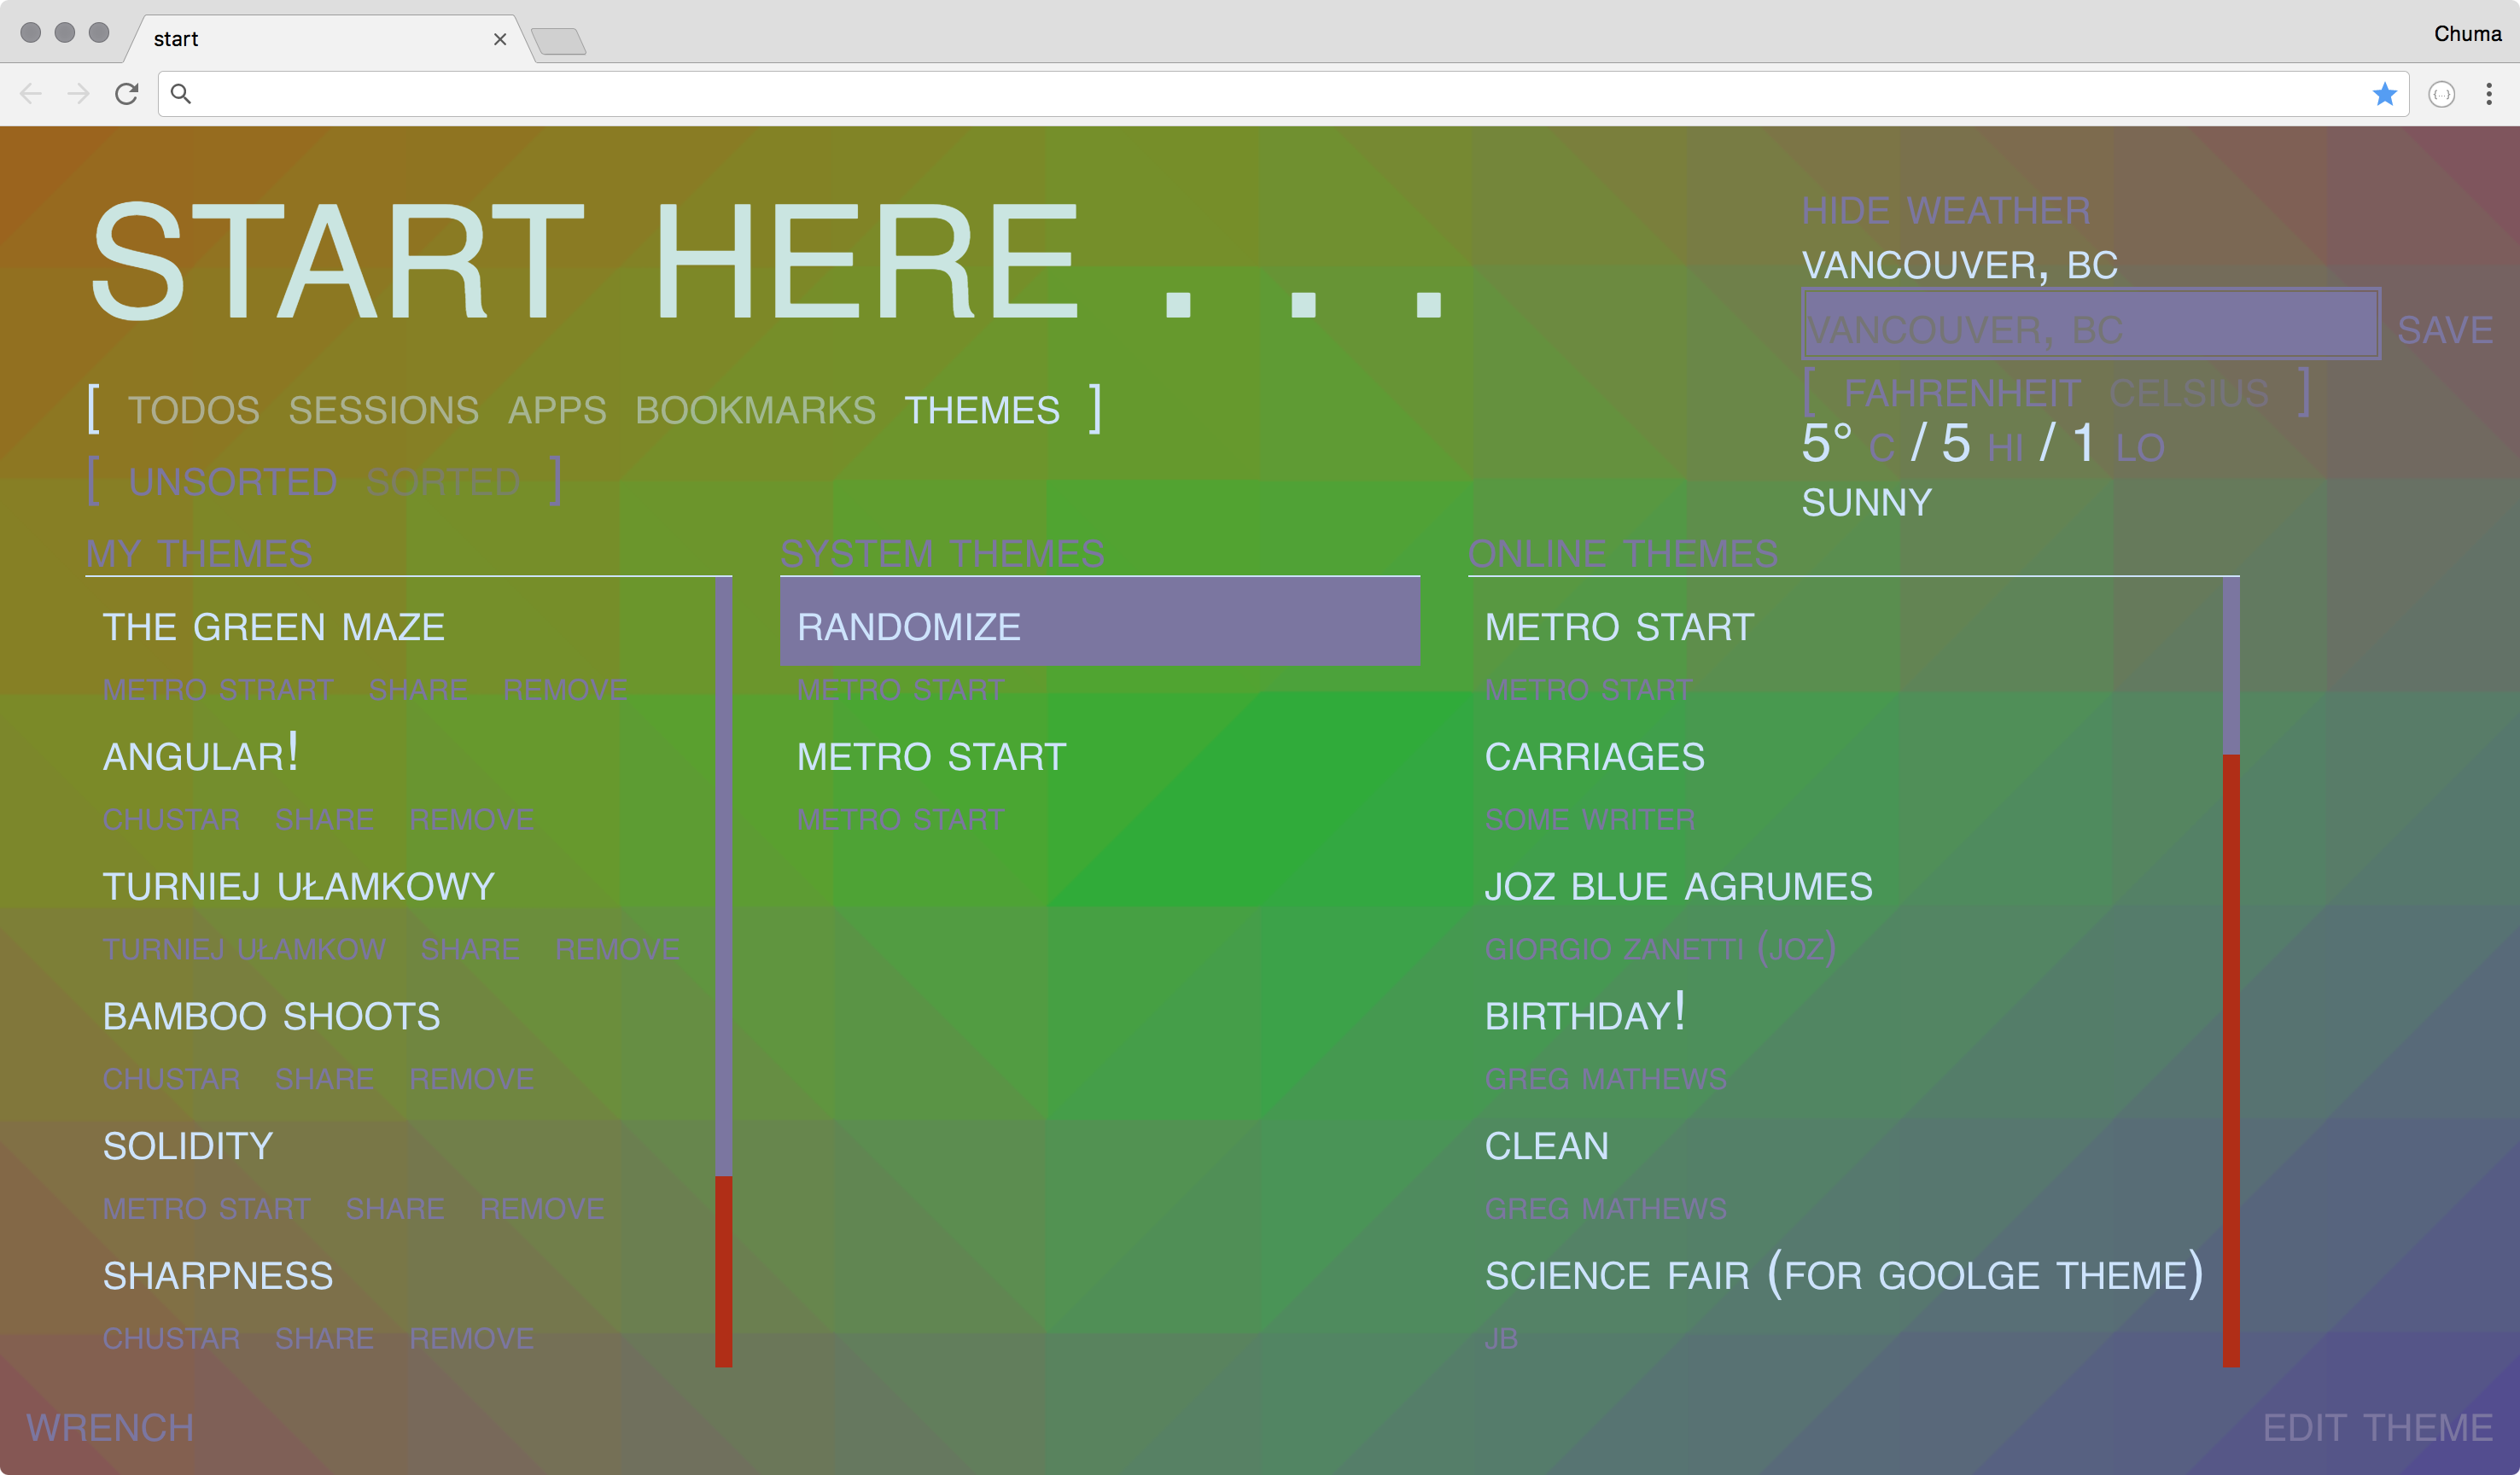 start
Chuma
START HERE . . .
HIDE WEATHER
VANCOUVER, BC
VANCOUVER, BC SAVE
[ FAHRENHEIT CELSIUS ]
5° C / 5 HI / 1 LO
SUNNY
[ TODOS SESSIONS APPS BOOKMARKS THEMES ]
[ UNSORTED SORTED ]
MY THEMES
THE GREEN MAZE
METRO STRART SHARE REMOVE
ANGULAR!
CHUSTAR SHARE REMOVE
TURNIEJ UŁAMKOWY
TURNIEJ UŁAMKOW SHARE REMOVE
BAMBOO SHOOTS
CHUSTAR SHARE REMOVE
SOLIDITY
METRO START SHARE REMOVE
SHARPNESS
CHUSTAR SHARE REMOVE
SYSTEM THEMES
RANDOMIZE
METRO START
METRO START
METRO START
ONLINE THEMES
METRO START
METRO START
CARRIAGES
SOME WRITER
JOZ BLUE AGRUMES
GIORGIO ZANETTI (JOZ)
BIRTHDAY!
GREG MATHEWS
CLEAN
GREG MATHEWS
SCIENCE FAIR (FOR GOOLGE THEME)
JB
WRENCH
EDIT THEME